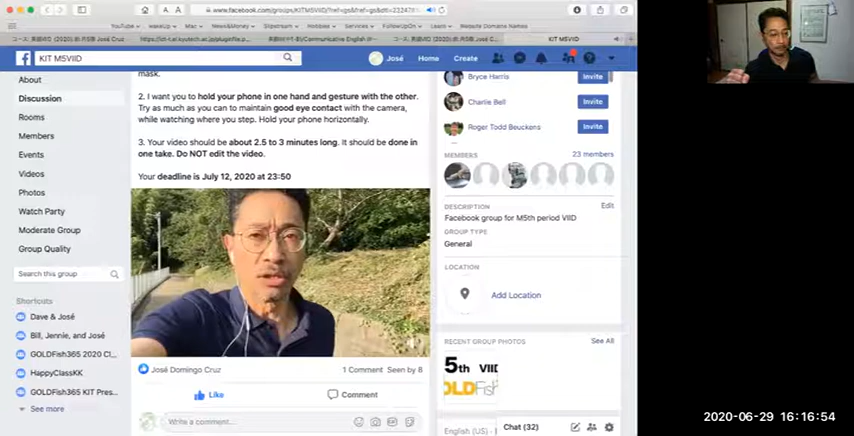 www.facebook.com/groups/KITM5VIID/
YouTube
Mac
News&Money
Slipstream
Hobbies
Services
FollowUpOn
Learn
Website Domains Names
KIT M5VIID
KIT M5VIID
José
Home
Create
About
Discussion
Rooms
Members
Events
Videos
Photos
Watch Party
Moderate Group
Group Quality
Search this group
Shortcuts
Dave & José
Bill, Jennie, and José
GOLDFish365 2020 Cl...
HappyClassKK
GOLDFish365 KIT Pres...
See more
mask.
2. I want you to hold your phone in one hand and gesture with the other.
Try as much as you can to maintain good eye contact with the camera,
while watching where you step. Hold your phone horizontally.
3. Your video should be about 2.5 to 3 minutes long. It should be done in
one take. Do NOT edit the video.
Your deadline is July 12, 2020 at 23:50
José Domingo Cruz
1 Comment Seen by 8
Like
Comment
Write a comment...
Bryce Harris
Invite
Charlie Bell
Invite
Roger Todd Beuckens
Invite
MEMBERS
23 members
DESCRIPTION
Edit
Facebook group for M5th period VIID
GROUP TYPE
General
LOCATION
Add Location
RECENT GROUP PHOTOS
See All
5th VIID
OLDFish
English (US)
Chat (32)
2020-06-29 16:16:54